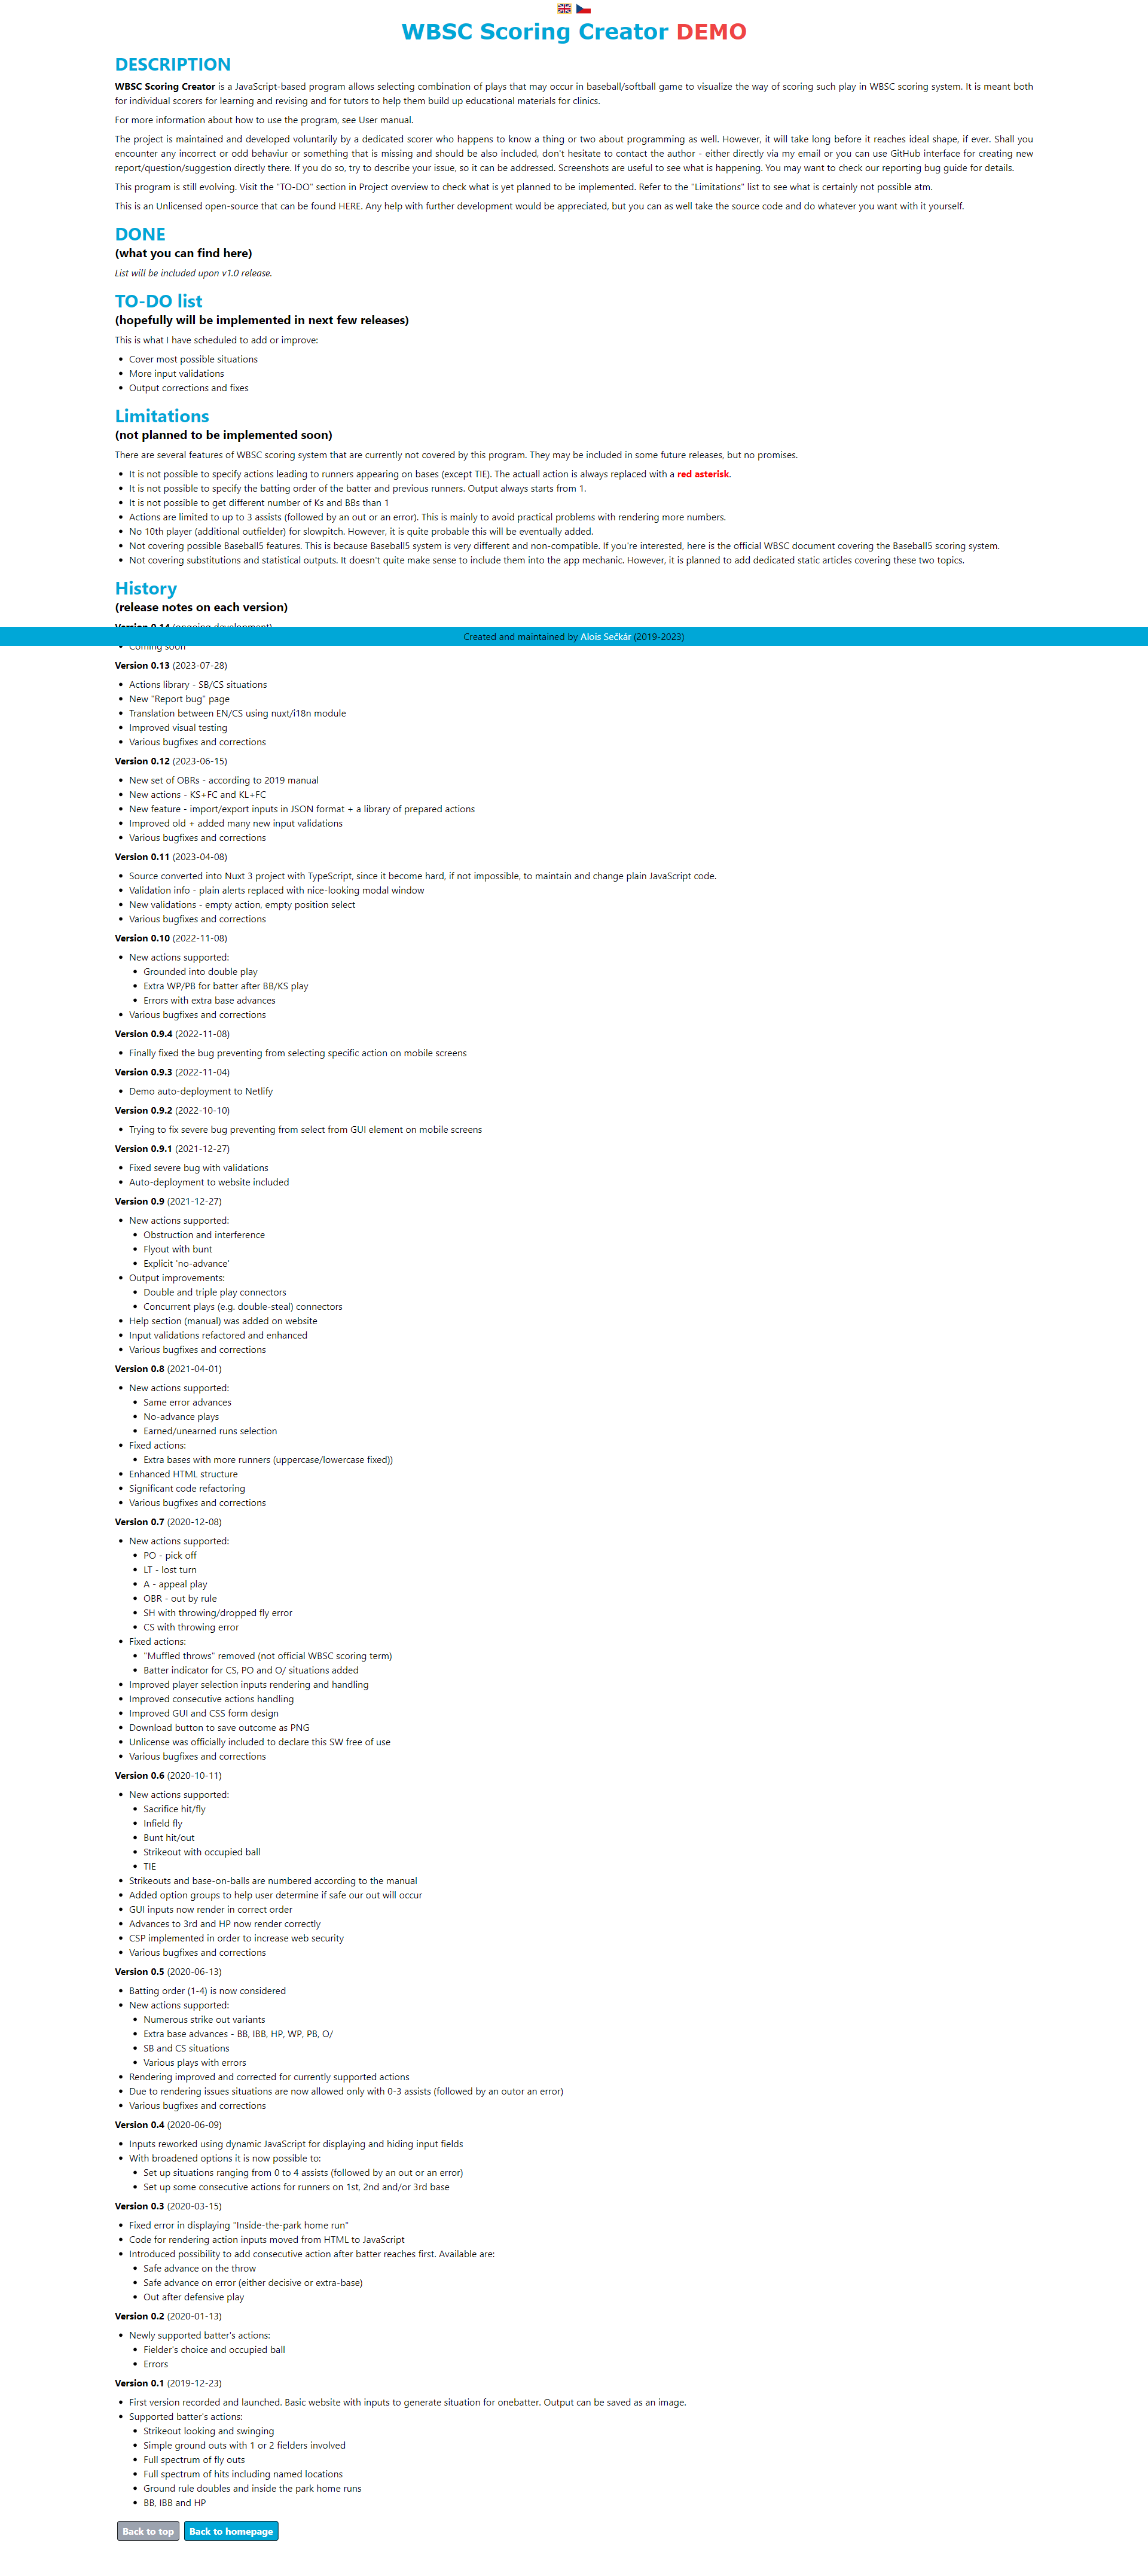 WBSC Scoring Creator DEMO
DESCRIPTION
WBSC Scoring Creator is a JavaScript-based program allows selecting combination of plays that may occur in baseball/softball game to visualize the way of scoring such play in WBSC scoring system. It is meant both
for individual scorers for learning and revising and for tutors to help them build up educational materials for clinics.
For more information about how to use the program, see User manual.
The project is maintained and developed voluntarily by a dedicated scorer who happens to know a thing or two about programming as well. However, it will take long before it reaches ideal shape, if ever. Shall you
encounter any incorrect or odd behaviur or something that is missing and should be also included, don't hesitate to contact the author - either directly via my email or you can use GitHub interface for creating new
report/question/suggestion directly there. If you do so, try to describe your issue, so it can be addressed. Screenshots are useful to see what is happening. You may want to check our reporting bug guide for details.
This program is still evolving. Visit the "TO-DO" section in Project overview to check what is yet planned to be implemented. Refer to the "Limitations" list to see what is certainly not possible atm.
This is an Unlicensed open-source that can be found HERE. Any help with further development would be appreciated, but you can as well take the source code and do whatever you want with it yourself.
DONE
(what you can find here)
List will be included upon v1.0 release.
TO-DO list
(hopefully will be implemented in next few releases)
This is what I have scheduled to add or improve:
• Cover most possible situations
• More input validations
• Output corrections and fixes
Limitations
(not planned to be implemented soon)
There are several features of WBSC scoring system that are currently not covered by this program. They may be included in some future releases, but no promises.
• It is not possible to specify actions leading to runners appearing on bases (except TIE). The actuall action is always replaced with a red asterisk.
• It is not possible to specify the batting order of the batter and previous runners. Output always starts from 1.
• It is not possible to get different number of Ks and BBs than 1
• Actions are limited to up to 3 assists (followed by an out or an error). This is mainly to avoid practical problems with rendering more numbers.
• No 10th player (additional outfielder) for slowpitch. However, it is quite probable this will be eventually added.
• Not covering possible Baseball5 features. This is because Baseball5 system is very different and non-compatible. If you're interested, here is the official WBSC document covering the Baseball5 scoring system.
• Not covering substitutions and statistical outputs. It doesn't quite make sense to include them into the app mechanic. However, it is planned to add dedicated static articles covering these two topics.
History
(release notes on each version)
Version 0.14 (ongoing development)
Created and maintained by Alois Sečkár (2019-2023)
• Coming soon
Version 0.13 (2023-07-28)
• Actions library - SB/CS situations
• New "Report bug" page
• Translation between EN/CS using nuxt/i18n module
• Improved visual testing
• Various bugfixes and corrections
Version 0.12 (2023-06-15)
• New set of OBRs - according to 2019 manual
• New actions - KS+FC and KL+FC
• New feature - import/export inputs in JSON format + a library of prepared actions
• Improved old + added many new input validations
• Various bugfixes and corrections
Version 0.11 (2023-04-08)
• Source converted into Nuxt 3 project with TypeScript, since it become hard, if not impossible, to maintain and change plain JavaScript code.
• Validation info - plain alerts replaced with nice-looking modal window
• New validations - empty action, empty position select
• Various bugfixes and corrections
Version 0.10 (2022-11-08)
• New actions supported:
• Grounded into double play
• Extra WP/PB for batter after BB/KS play
• Errors with extra base advances
• Various bugfixes and corrections
Version 0.9.4 (2022-11-08)
• Finally fixed the bug preventing from selecting specific action on mobile screens
Version 0.9.3 (2022-11-04)
• Demo auto-deployment to Netlify
Version 0.9.2 (2022-10-10)
• Trying to fix severe bug preventing from select from GUI element on mobile screens
Version 0.9.1 (2021-12-27)
• Fixed severe bug with validations
• Auto-deployment to website included
Version 0.9 (2021-12-27)
• New actions supported:
• Obstruction and interference
• Flyout with bunt
• Explicit 'no-advance'
• Output improvements:
• Double and triple play connectors
• Concurrent plays (e.g. double-steal) connectors
• Help section (manual) was added on website
• Input validations refactored and enhanced
• Various bugfixes and corrections
Version 0.8 (2021-04-01)
• New actions supported:
• Same error advances
• No-advance plays
• Earned/unearned runs selection
• Fixed actions:
• Extra bases with more runners (uppercase/lowercase fixed))
• Enhanced HTML structure
• Significant code refactoring
• Various bugfixes and corrections
Version 0.7 (2020-12-08)
• New actions supported:
• PO - pick off
• LT - lost turn
• A - appeal play
• OBR - out by rule
• SH with throwing/dropped fly error
• CS with throwing error
• Fixed actions:
• "Muffled throws" removed (not official WBSC scoring term)
• Batter indicator for CS, PO and O/ situations added
• Improved player selection inputs rendering and handling
• Improved consecutive actions handling
• Improved GUI and CSS form design
• Download button to save outcome as PNG
• Unlicense was officially included to declare this SW free of use
• Various bugfixes and corrections
Version 0.6 (2020-10-11)
• New actions supported:
• Sacrifice hit/fly
• Infield fly
• Bunt hit/out
• Strikeout with occupied ball
• TIE
• Strikeouts and base-on-balls are numbered according to the manual
• Added option groups to help user determine if safe our out will occur
• GUI inputs now render in correct order
• Advances to 3rd and HP now render correctly
• CSP implemented in order to increase web security
• Various bugfixes and corrections
Version 0.5 (2020-06-13)
• Batting order (1-4) is now considered
• New actions supported:
• Numerous strike out variants
• Extra base advances - BB, IBB, HP, WP, PB, O/
• SB and CS situations
• Various plays with errors
• Rendering improved and corrected for currently supported actions
• Due to rendering issues situations are now allowed only with 0-3 assists (followed by an outor an error)
• Various bugfixes and corrections
Version 0.4 (2020-06-09)
• Inputs reworked using dynamic JavaScript for displaying and hiding input fields
• With broadened options it is now possible to:
• Set up situations ranging from 0 to 4 assists (followed by an out or an error)
• Set up some consecutive actions for runners on 1st, 2nd and/or 3rd base
Version 0.3 (2020-03-15)
• Fixed error in displaying "Inside-the-park home run"
• Code for rendering action inputs moved from HTML to JavaScript
• Introduced possibility to add consecutive action after batter reaches first. Available are:
• Safe advance on the throw
• Safe advance on error (either decisive or extra-base)
• Out after defensive play
Version 0.2 (2020-01-13)
• Newly supported batter's actions:
• Fielder's choice and occupied ball
• Errors
Version 0.1 (2019-12-23)
• First version recorded and launched. Basic website with inputs to generate situation for onebatter. Output can be saved as an image.
• Supported batter's actions:
• Strikeout looking and swinging
• Simple ground outs with 1 or 2 fielders involved
• Full spectrum of fly outs
• Full spectrum of hits including named locations
• Ground rule doubles and inside the park home runs
• BB, IBB and HP
Back to top Back to homepage